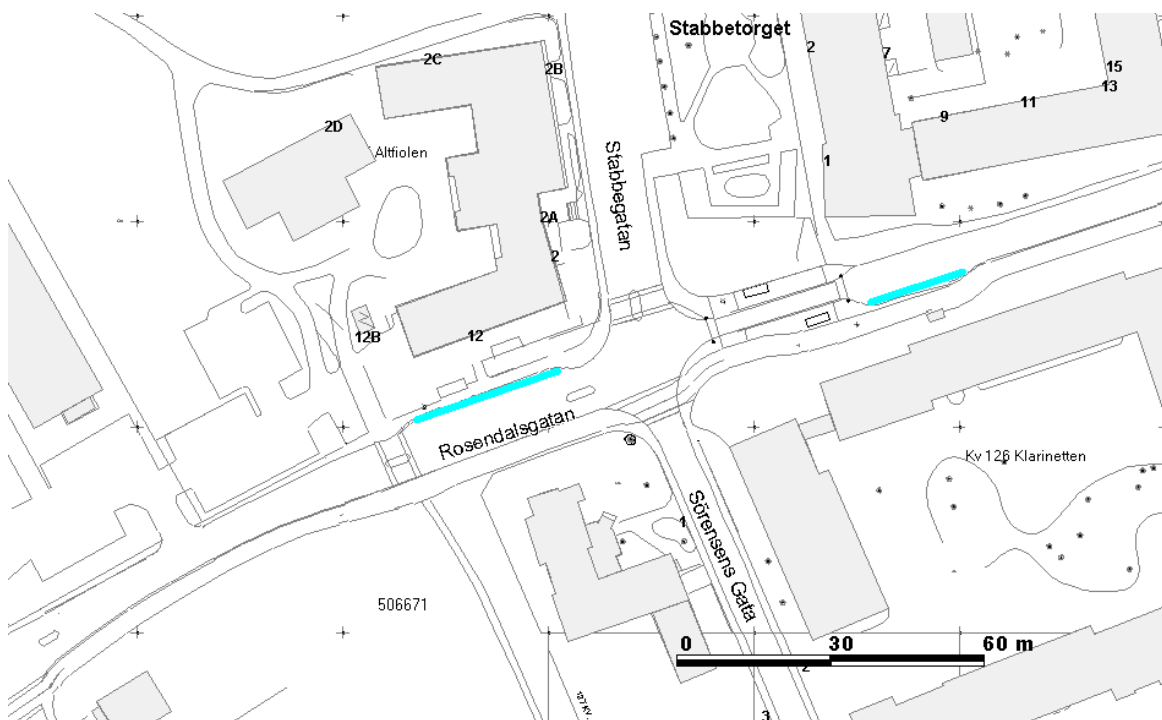 Stabbetorget
2
7
2C
2B
15
13
11
9
2D
Altfiolen
Stabbegatan
1
2A
2
12B
12
Rosendalsgatan
Kv 126 Klarinetten
Sörensens Gata
1
506671
0 30 60 m
2
3